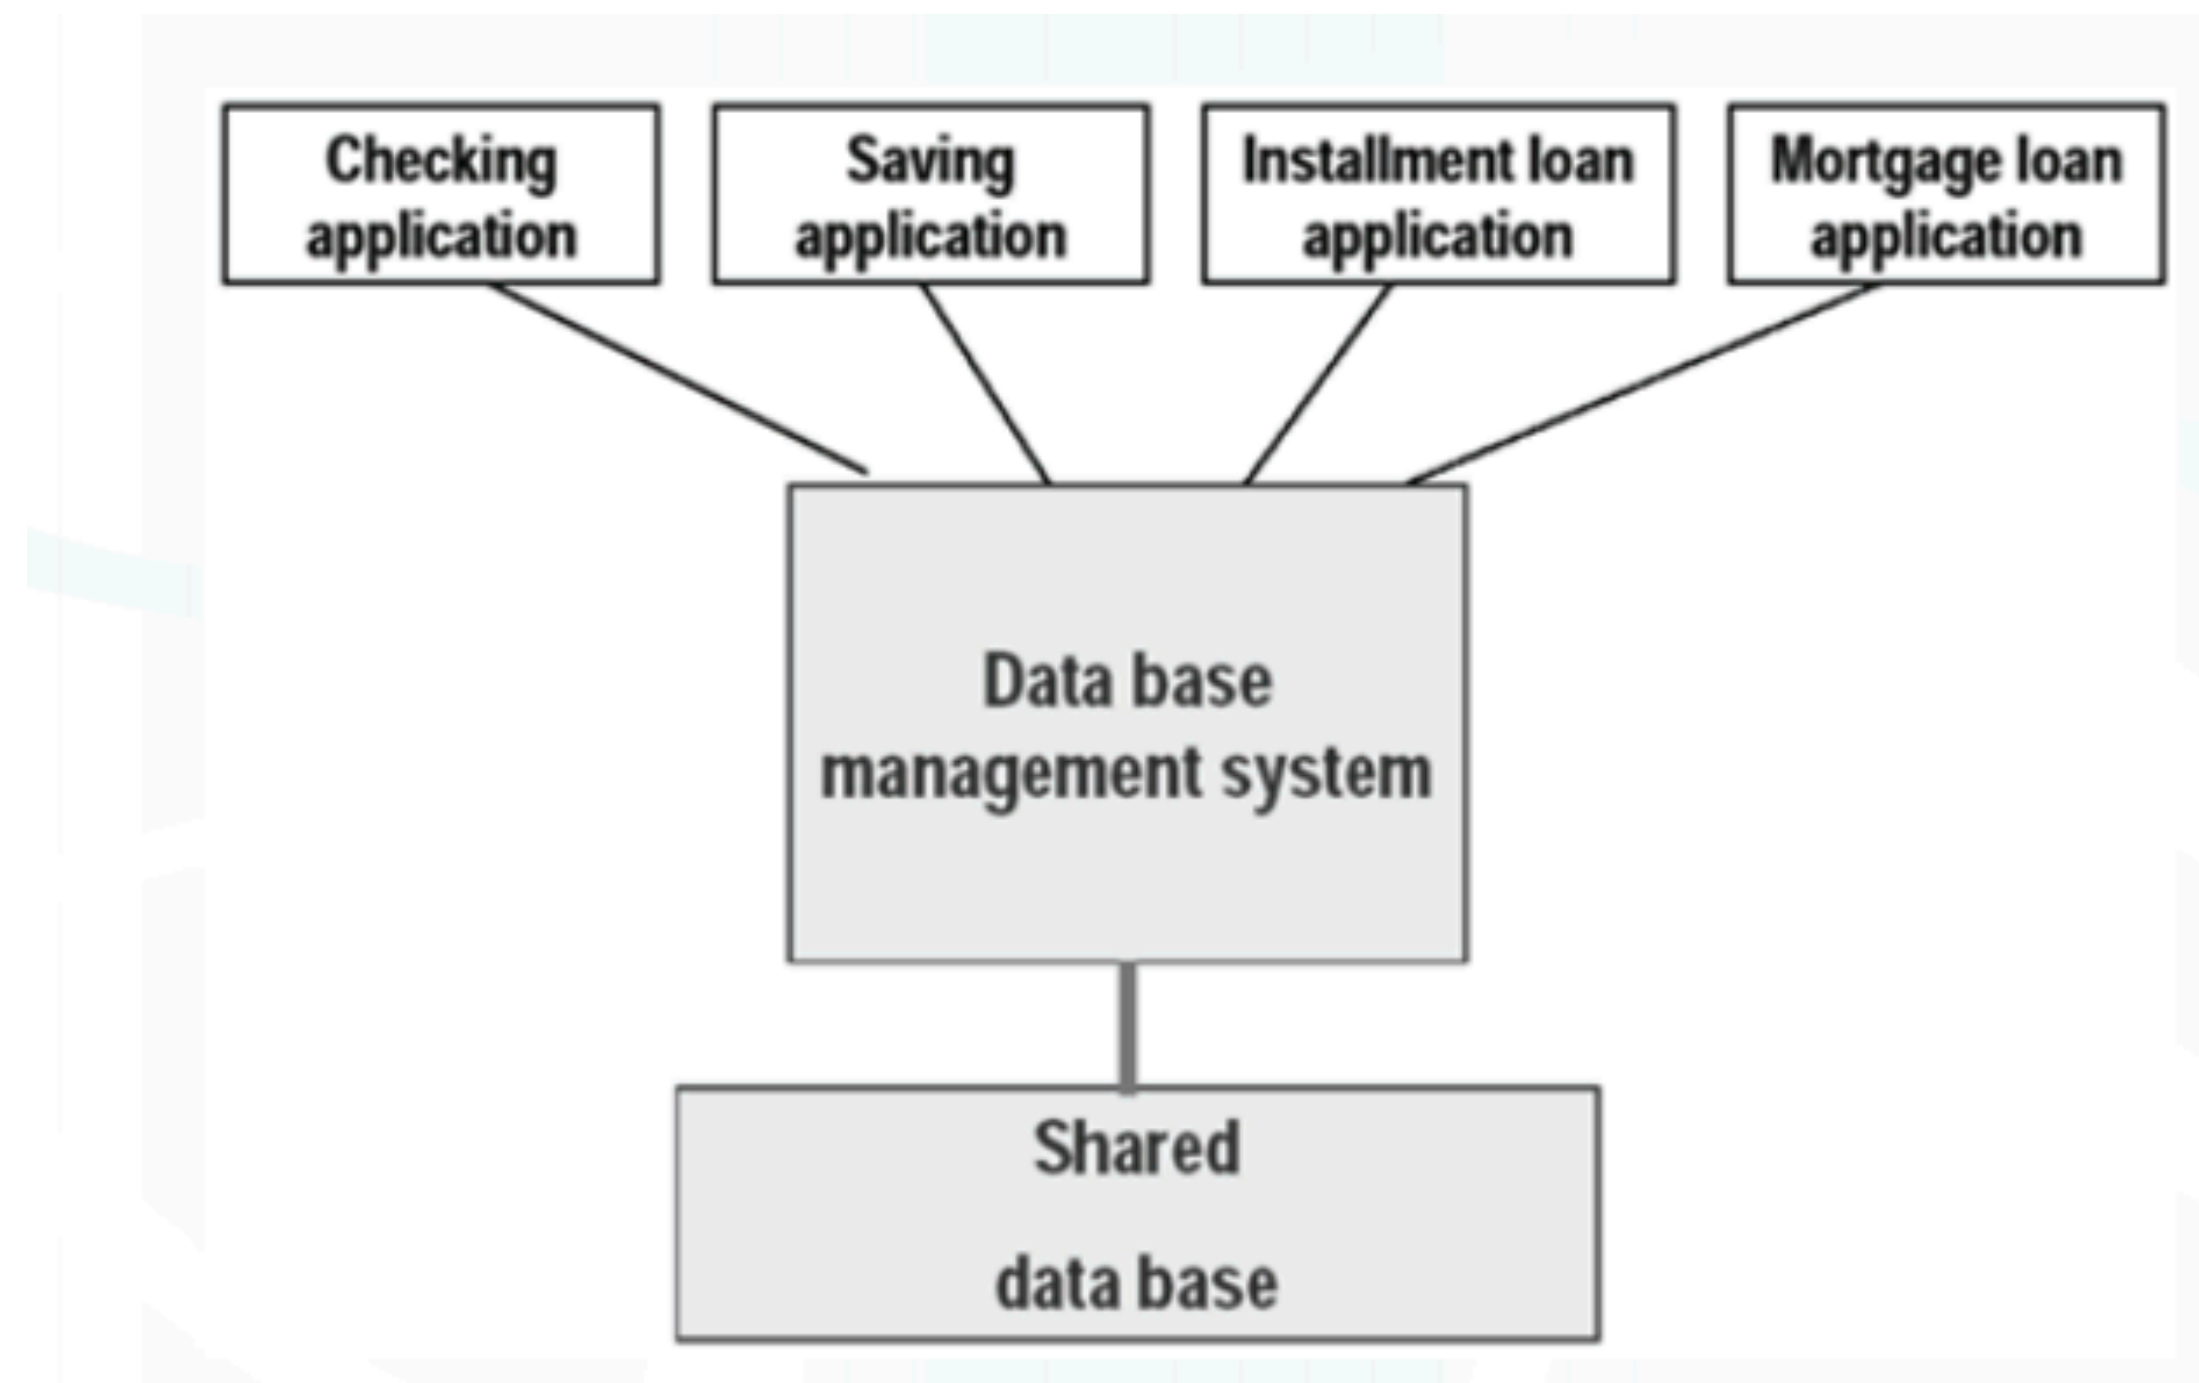 Checking
application
Saving
application
Installment loan
application
Mortgage loan
application
Data base
management system
Shared
data base